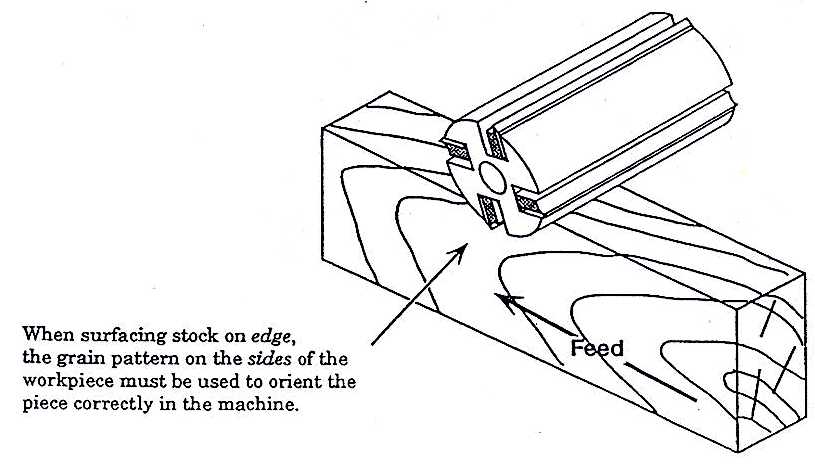 When surfacing stock on edge,
the grain pattern on the sides of the
workpiece must be used to orient the
piece correctly in the machine.
Feed